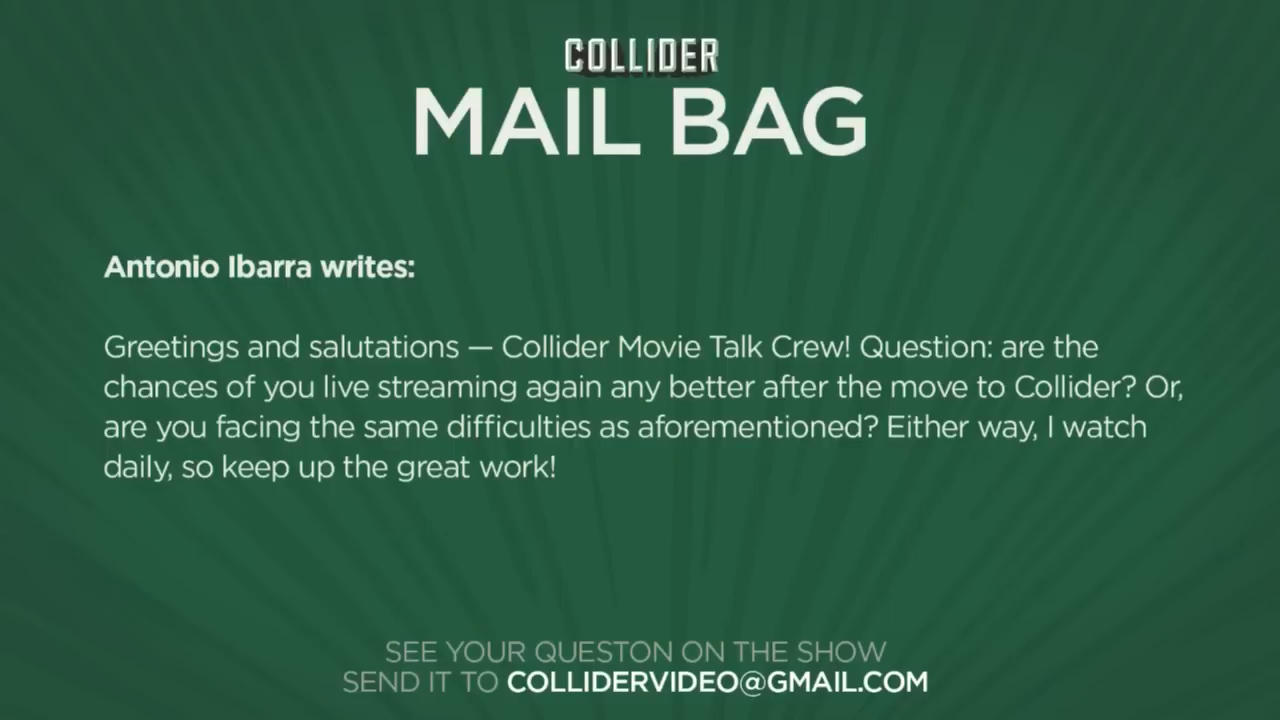 COLLIDER
MAIL BAG
Antonio Ibarra writes:
Greetings and salutations — Collider Movie Talk Crew! Question: are the
chances of you live streaming again any better after the move to Collider? Or,
are you facing the same difficulties as aforementioned? Either way, I watch
daily, so keep up the great work!
SEE YOUR QUESTON ON THE SHOW
SEND IT TO COLLIDERVIDEO@GMAIL.COM